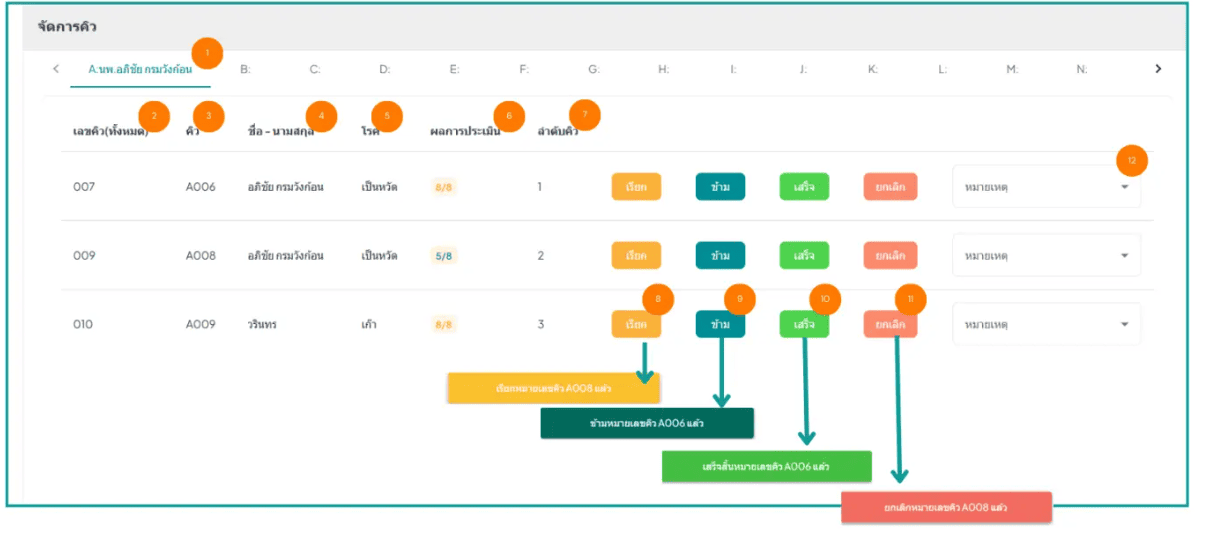 จัดการคิว
1
A:นพ.อภิชัย กรมวังก้อน B: C: D: E: F: G: H: I: J: K: L: M: N:
2 3 4 5 6 7
เลขคิว(ทั้งหมด) คิว ชื่อ - นามสกุล โรค ผลการประเมิน ลำดับคิว
12
007 A006 อภิชัย กรมวังก้อน เป็นหวัด 8/8 1 เรียก ข้าม เสร็จ ยกเลิก หมายเหตุ
009 A008 อภิชัย กรมวังก้อน เป็นหวัด 5/8 2 เรียก ข้าม เสร็จ ยกเลิก หมายเหตุ
8 9 10 11
010 A009 วรินทร เก๊า 8/8 3 เรียก ข้าม เสร็จ ยกเลิก หมายเหตุ
เรียกหมายเลขคิว A008 แล้ว
ข้ามหมายเลขคิว A006 แล้ว
เสร็จสิ้นหมายเลขคิว A006 แล้ว
ยกเลิกหมายเลขคิว A008 แล้ว